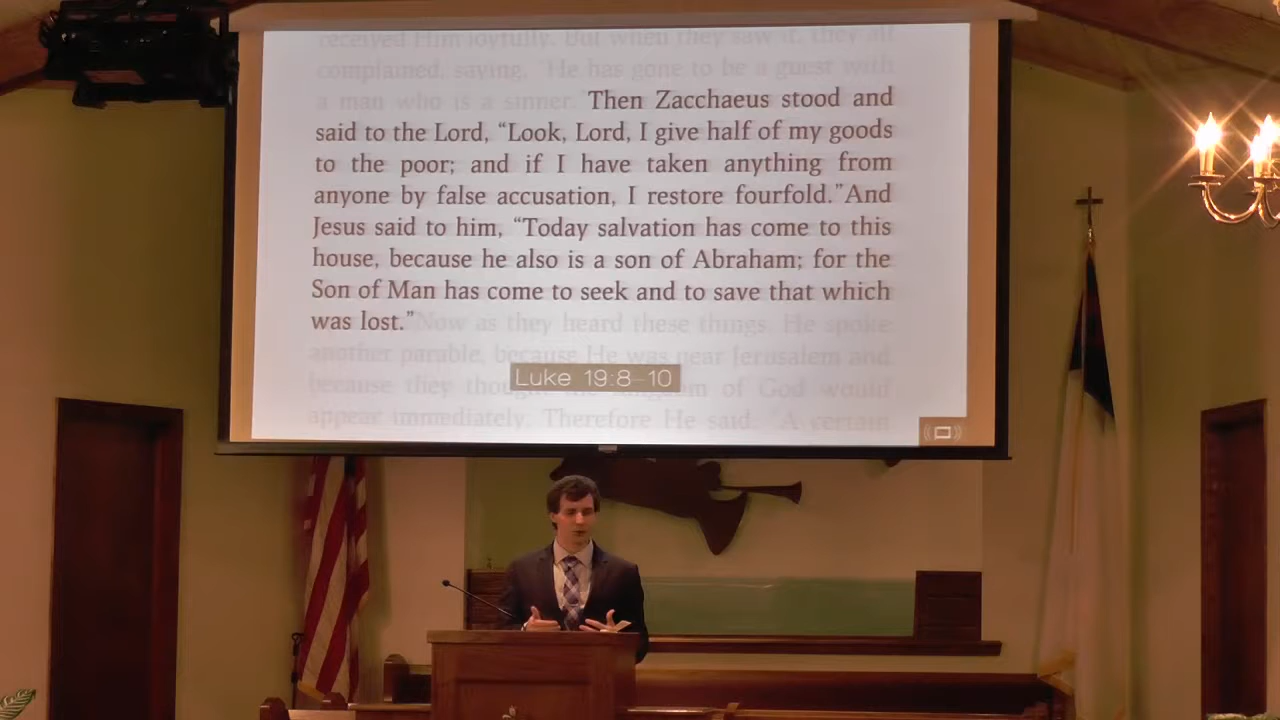 received Him joyfully. But when they saw it, they all
complained, saying, "He has gone to be a guest with
a man who is a sinner." Then Zacchaeus stood and
said to the Lord, “Look, Lord, I give half of my goods
to the poor; and if I have taken anything from
anyone by false accusation, I restore fourfold.”And
Jesus said to him, “Today salvation has come to this
house, because he also is a son of Abraham; for the
Son of Man has come to seek and to save that which
was lost.” Now as they heard these things, He spoke
another parable, because He was near Jerusalem and
because they thought the kingdom of God would
appear immediately. Therefore He said: "A certain
Luke 19:8–10